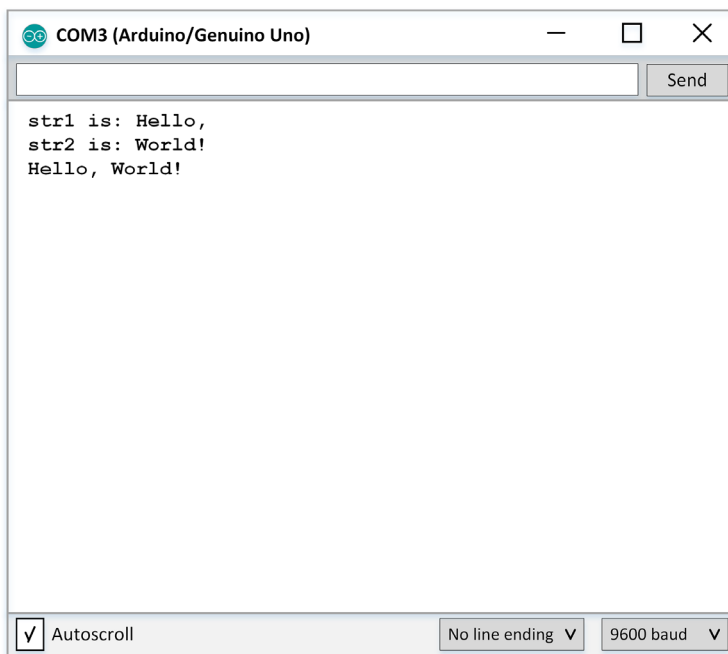 COM3 (Arduino/Genuino Uno)
Send
str1 is: Hello,
str2 is: World!
Hello, World!
Autoscroll
No line ending
9600 baud